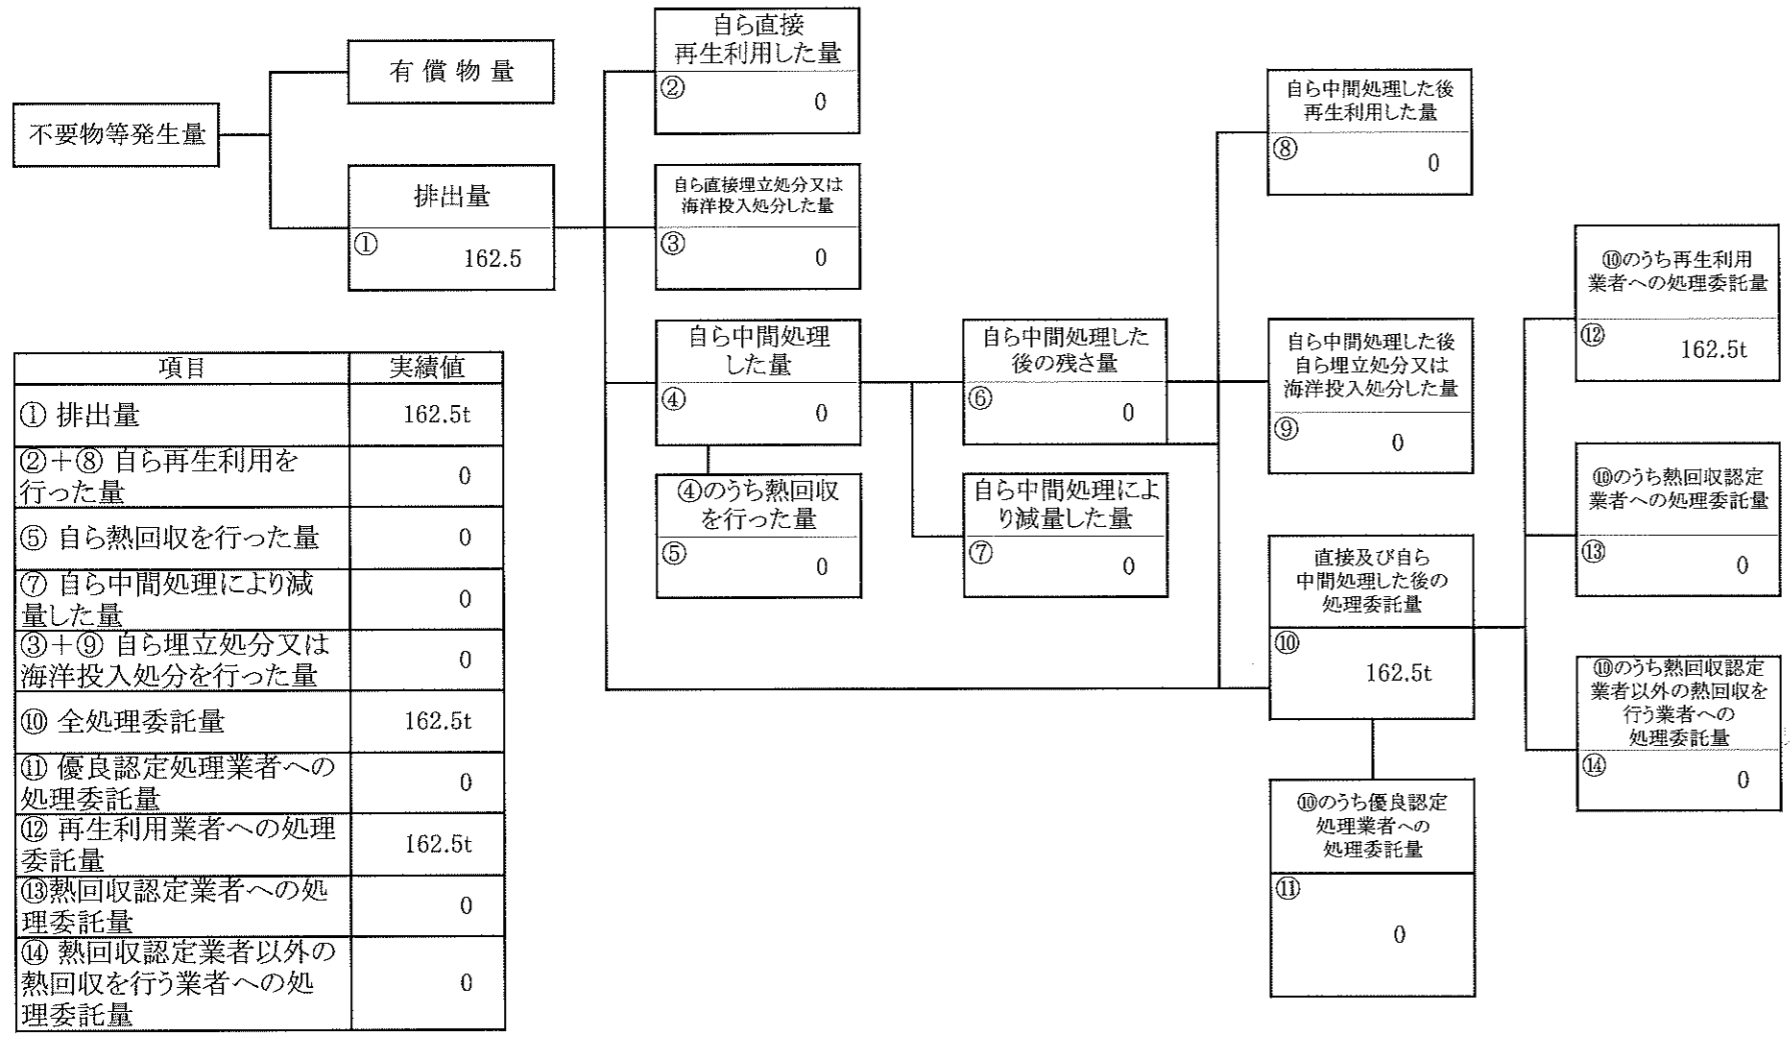 不要物等発生量
有償物量
排出量
①
162.5
自ら直接
再生利用した量
②
0
自ら直接埋立処分又は
海洋投入処分した量
③
0
自ら中間処理
した量
④
0
④のうち熱回収
を行った量
⑤
0
自ら中間処理した
後の残さ量
⑥
0
自ら中間処理によ
り減量した量
⑦
0
自ら中間処理した後
再生利用した量
⑧
0
自ら中間処理した後
自ら埋立処分又は
海洋投入処分した量
⑨
0
直接及び自ら
中間処理した後の
処理委託量
⑩
162.5t
⑩のうち優良認定
処理業者への
処理委託量
⑪
0
⑩のうち再生利用
業者への処理委託量
⑫
162.5t
⑩のうち熱回収認定
業者への処理委託量
⑬
0
⑩のうち熱回収認定
業者以外の熱回収を
行う業者への
処理委託量
⑭
0
項目 実績値
① 排出量 162.5t
②+⑧ 自ら再生利用を
行った量 0
⑤ 自ら熱回収を行った量 0
⑦ 自ら中間処理により減
量した量 0
③+⑨ 自ら埋立処分又は
海洋投入処分を行った量 0
⑩ 全処理委託量 162.5t
⑪ 優良認定処理業者への
処理委託量 0
⑫ 再生利用業者への処理
委託量 162.5t
⑬熱回収認定業者への処
理委託量 0
⑭ 熱回収認定業者以外の
熱回収を行う業者への処
理委託量 0